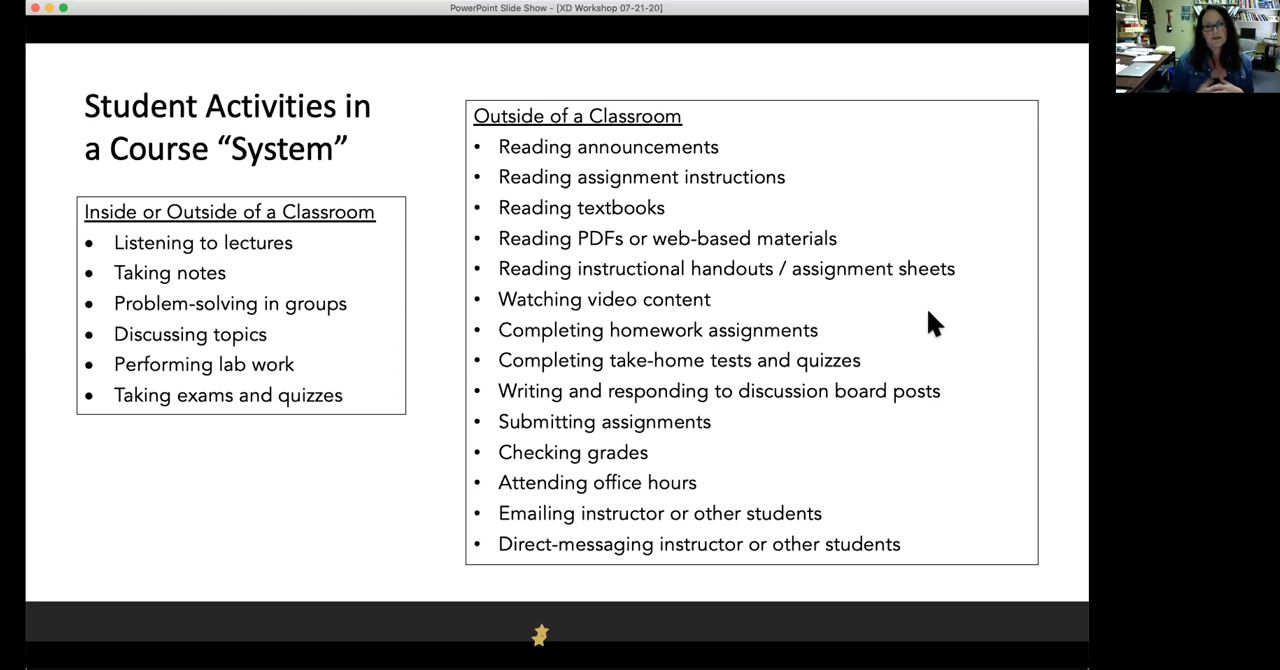 PowerPoint Slide Show - [XD Workshop 07-21-20]
Student Activities in
a Course “System”
Inside or Outside of a Classroom
• Listening to lectures
• Taking notes
• Problem-solving in groups
• Discussing topics
• Performing lab work
• Taking exams and quizzes
Outside of a Classroom
• Reading announcements
• Reading assignment instructions
• Reading textbooks
• Reading PDFs or web-based materials
• Reading instructional handouts / assignment sheets
• Watching video content
• Completing homework assignments
• Completing take-home tests and quizzes
• Writing and responding to discussion board posts
• Submitting assignments
• Checking grades
• Attending office hours
• Emailing instructor or other students
• Direct-messaging instructor or other students